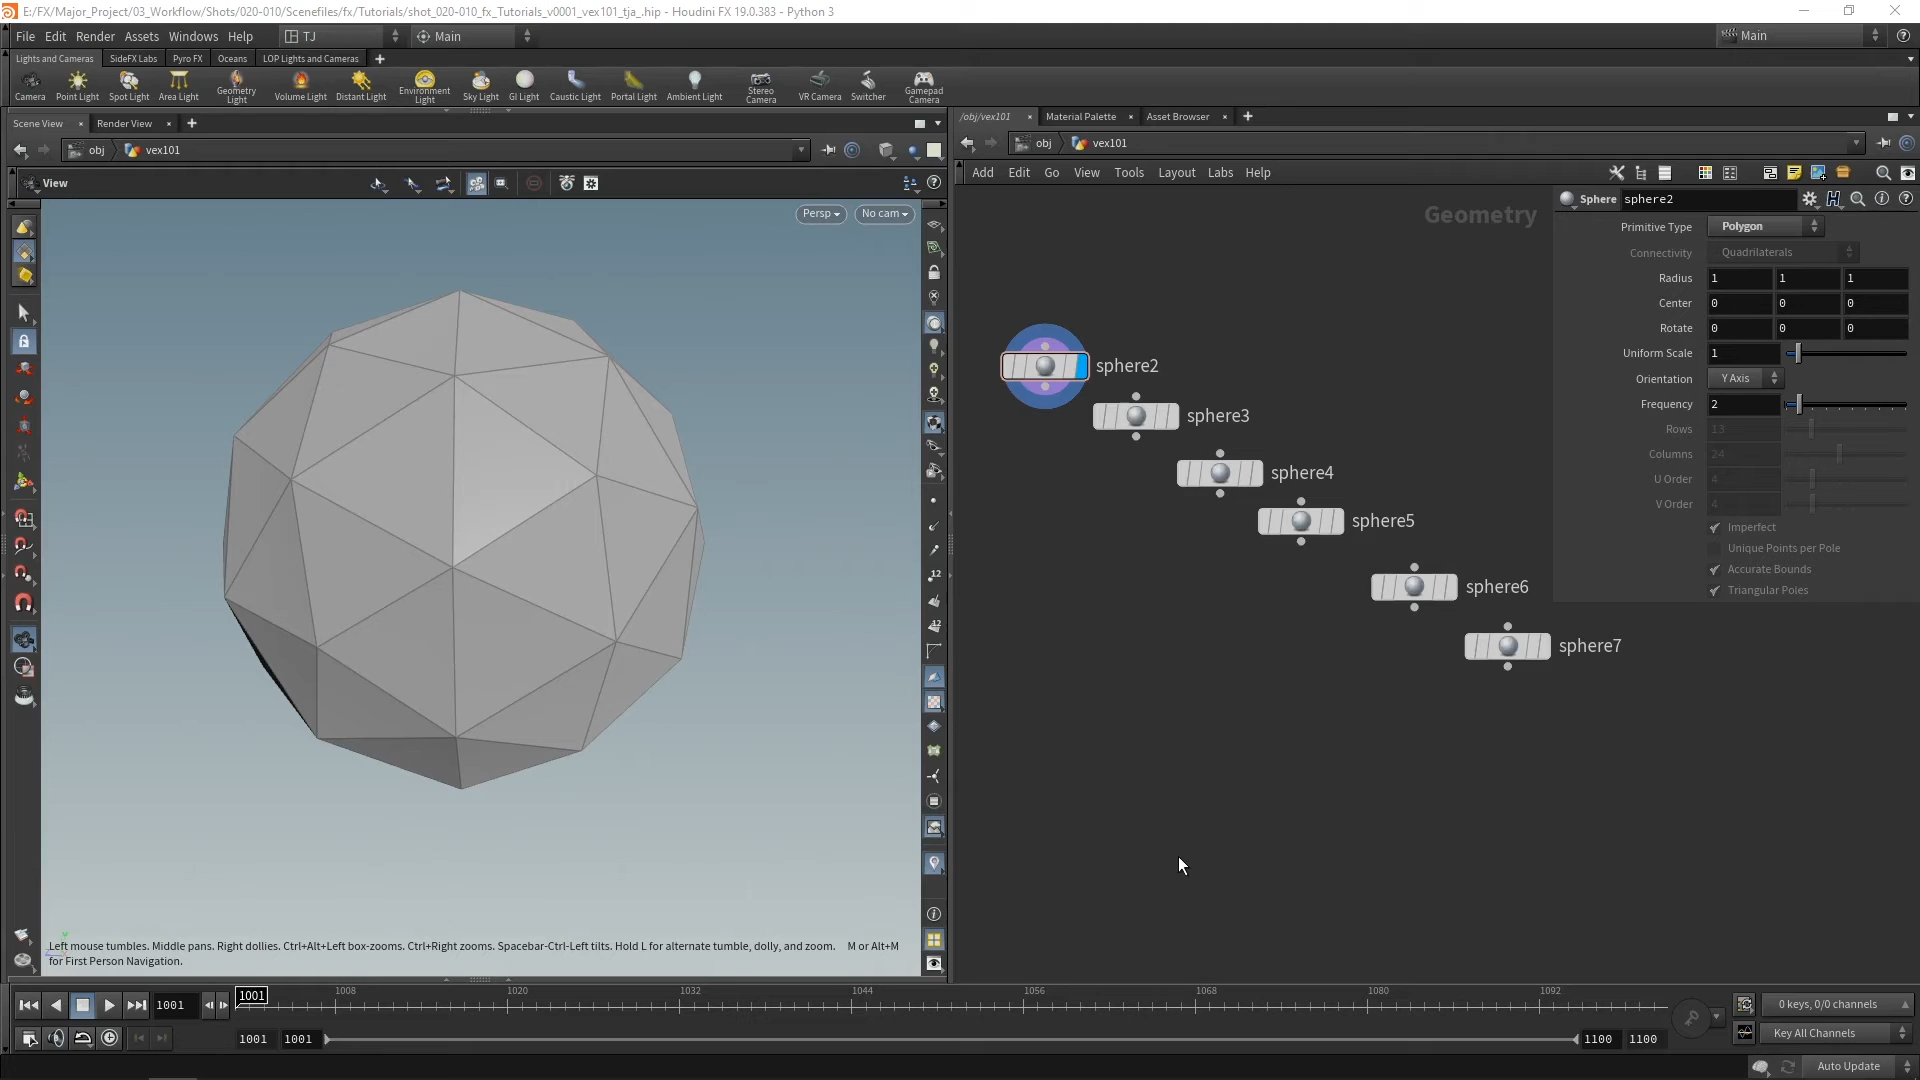 E:/FX/Major_Project/03_Workflow/Shots/020-010/Scenefiles/fx/Tutorials/shot_020-010_fx_Tutorials_v0001_vex101_tja_.hip - Houdini FX 19.0.383 - Python 3
File Edit Render Assets Windows Help TJ Main Main
Lights and Cameras SideFX Labs Pyro FX Oceans LOP Lights and Cameras
Camera Point Light Spot Light Area Light Geometry Light Volume Light Distant Light Environment Light Sky Light GI Light Caustic Light Portal Light Ambient Light Stereo Camera VR Camera Switcher Gamepad Camera
Scene View Render View
obj vex101
View
Persp No cam
12
12
Left mouse tumbles. Middle pans. Right dollies. Ctrl+Alt+Left box-zooms. Ctrl+Right zooms. Spacebar-Ctrl-Left tilts. Hold L for alternate tumble, dolly, and zoom. M or Alt+M
for First Person Navigation.
/obj/vex101 Material Palette Asset Browser
obj vex101
Add Edit Go View Tools Layout Labs Help
Geometry
sphere2
sphere3
sphere4
sphere5
sphere6
sphere7
Sphere sphere2
Primitive Type Polygon
Connectivity Quadrilaterals
Radius 1 1 1
Center 0 0 0
Rotate 0 0 0
Uniform Scale 1
Orientation Y Axis
Frequency 2
Rows 13
Columns 24
U Order 4
V Order 4
Imperfect
Unique Points per Pole
Accurate Bounds
Triangular Poles
1001 1001 1008 1020 1032 1044 1056 1068 1080 1092
0 keys, 0/0 channels
1001 1001 1100 1100
Key All Channels
Auto Update